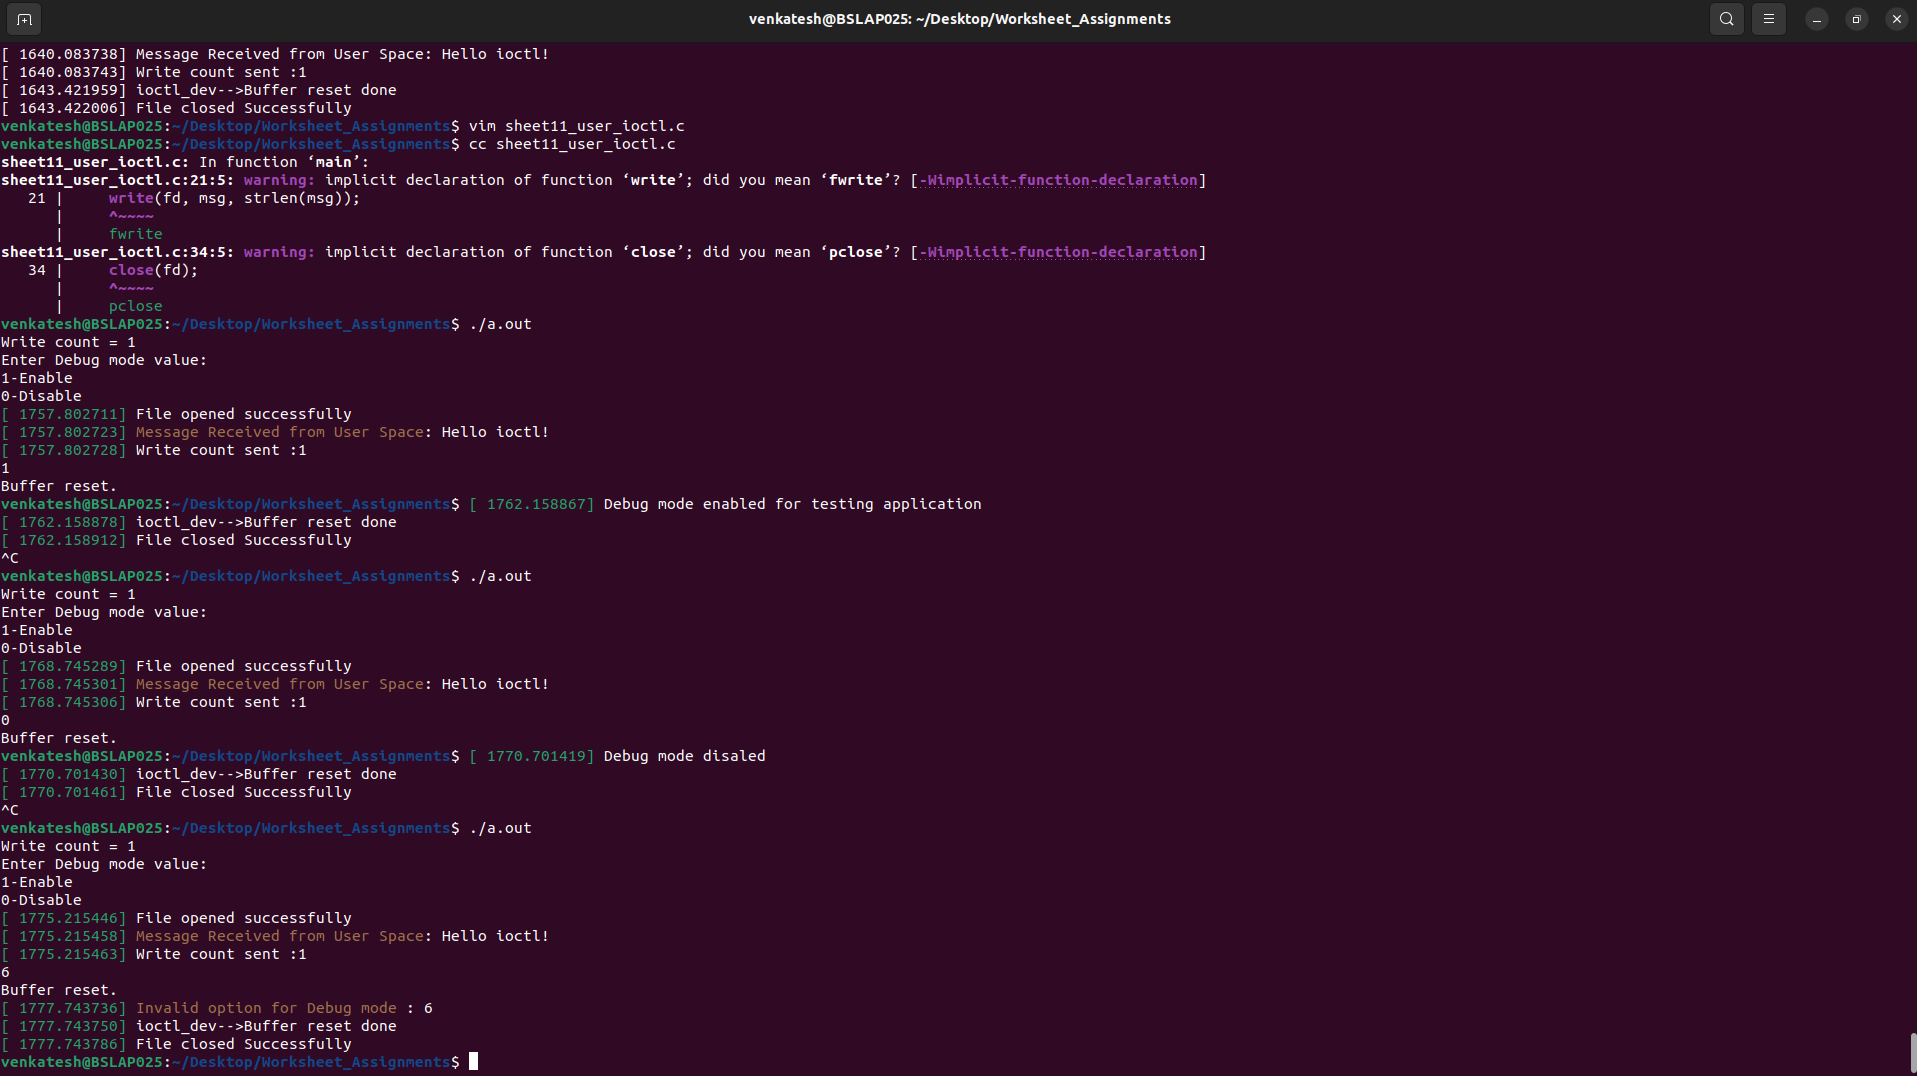 venkatesh@BSLAP025: ~/Desktop/Worksheet_Assignments
[ 1640.083738] Message Received from User Space: Hello ioctl!
[ 1640.083743] Write count sent :1
[ 1643.421959] ioctl_dev-->Buffer reset done
[ 1643.422006] File closed Successfully
venkatesh@BSLAP025:~/Desktop/Worksheet_Assignments$ vim sheet11_user_ioctl.c
venkatesh@BSLAP025:~/Desktop/Worksheet_Assignments$ cc sheet11_user_ioctl.c
sheet11_user_ioctl.c: In function ‘main’:
sheet11_user_ioctl.c:21:5: warning: implicit declaration of function ‘write’; did you mean ‘fwrite’? [-Wimplicit-function-declaration]
   21 |     write(fd, msg, strlen(msg));
      |     ^~~~~
      |     fwrite
sheet11_user_ioctl.c:34:5: warning: implicit declaration of function ‘close’; did you mean ‘pclose’? [-Wimplicit-function-declaration]
   34 |     close(fd);
      |     ^~~~~
      |     pclose
venkatesh@BSLAP025:~/Desktop/Worksheet_Assignments$ ./a.out
Write count = 1
Enter Debug mode value:
1-Enable
0-Disable
[ 1757.802711] File opened successfully
[ 1757.802723] Message Received from User Space: Hello ioctl!
[ 1757.802728] Write count sent :1
1
Buffer reset.
venkatesh@BSLAP025:~/Desktop/Worksheet_Assignments$ [ 1762.158867] Debug mode enabled for testing application
[ 1762.158878] ioctl_dev-->Buffer reset done
[ 1762.158912] File closed Successfully
^C
venkatesh@BSLAP025:~/Desktop/Worksheet_Assignments$ ./a.out
Write count = 1
Enter Debug mode value:
1-Enable
0-Disable
[ 1768.745289] File opened successfully
[ 1768.745301] Message Received from User Space: Hello ioctl!
[ 1768.745306] Write count sent :1
0
Buffer reset.
venkatesh@BSLAP025:~/Desktop/Worksheet_Assignments$ [ 1770.701419] Debug mode disaled
[ 1770.701430] ioctl_dev-->Buffer reset done
[ 1770.701461] File closed Successfully
^C
venkatesh@BSLAP025:~/Desktop/Worksheet_Assignments$ ./a.out
Write count = 1
Enter Debug mode value:
1-Enable
0-Disable
[ 1775.215446] File opened successfully
[ 1775.215458] Message Received from User Space: Hello ioctl!
[ 1775.215463] Write count sent :1
6
Buffer reset.
[ 1777.743736] Invalid option for Debug mode : 6
[ 1777.743750] ioctl_dev-->Buffer reset done
[ 1777.743786] File closed Successfully
venkatesh@BSLAP025:~/Desktop/Worksheet_Assignments$